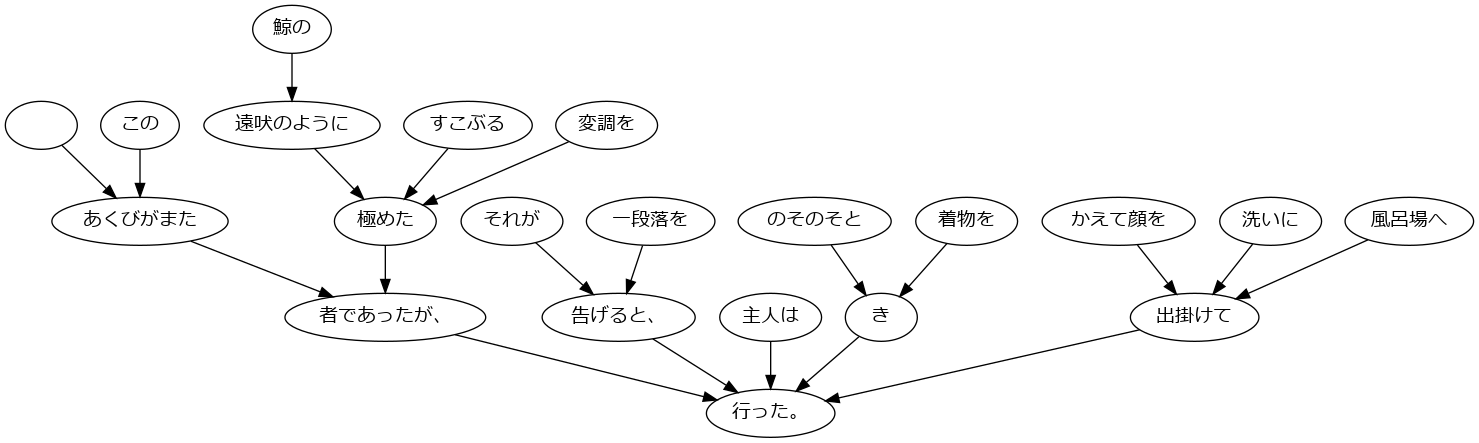 鯨の
この
遠吠のように
すこぶる
変調を
あくびがまた
極めた
それが
一段落を
のそのそと
着物を
かえて顔を
洗いに
風呂場へ
者であったが、
告げると、
主人は
き
出掛けて
行った。